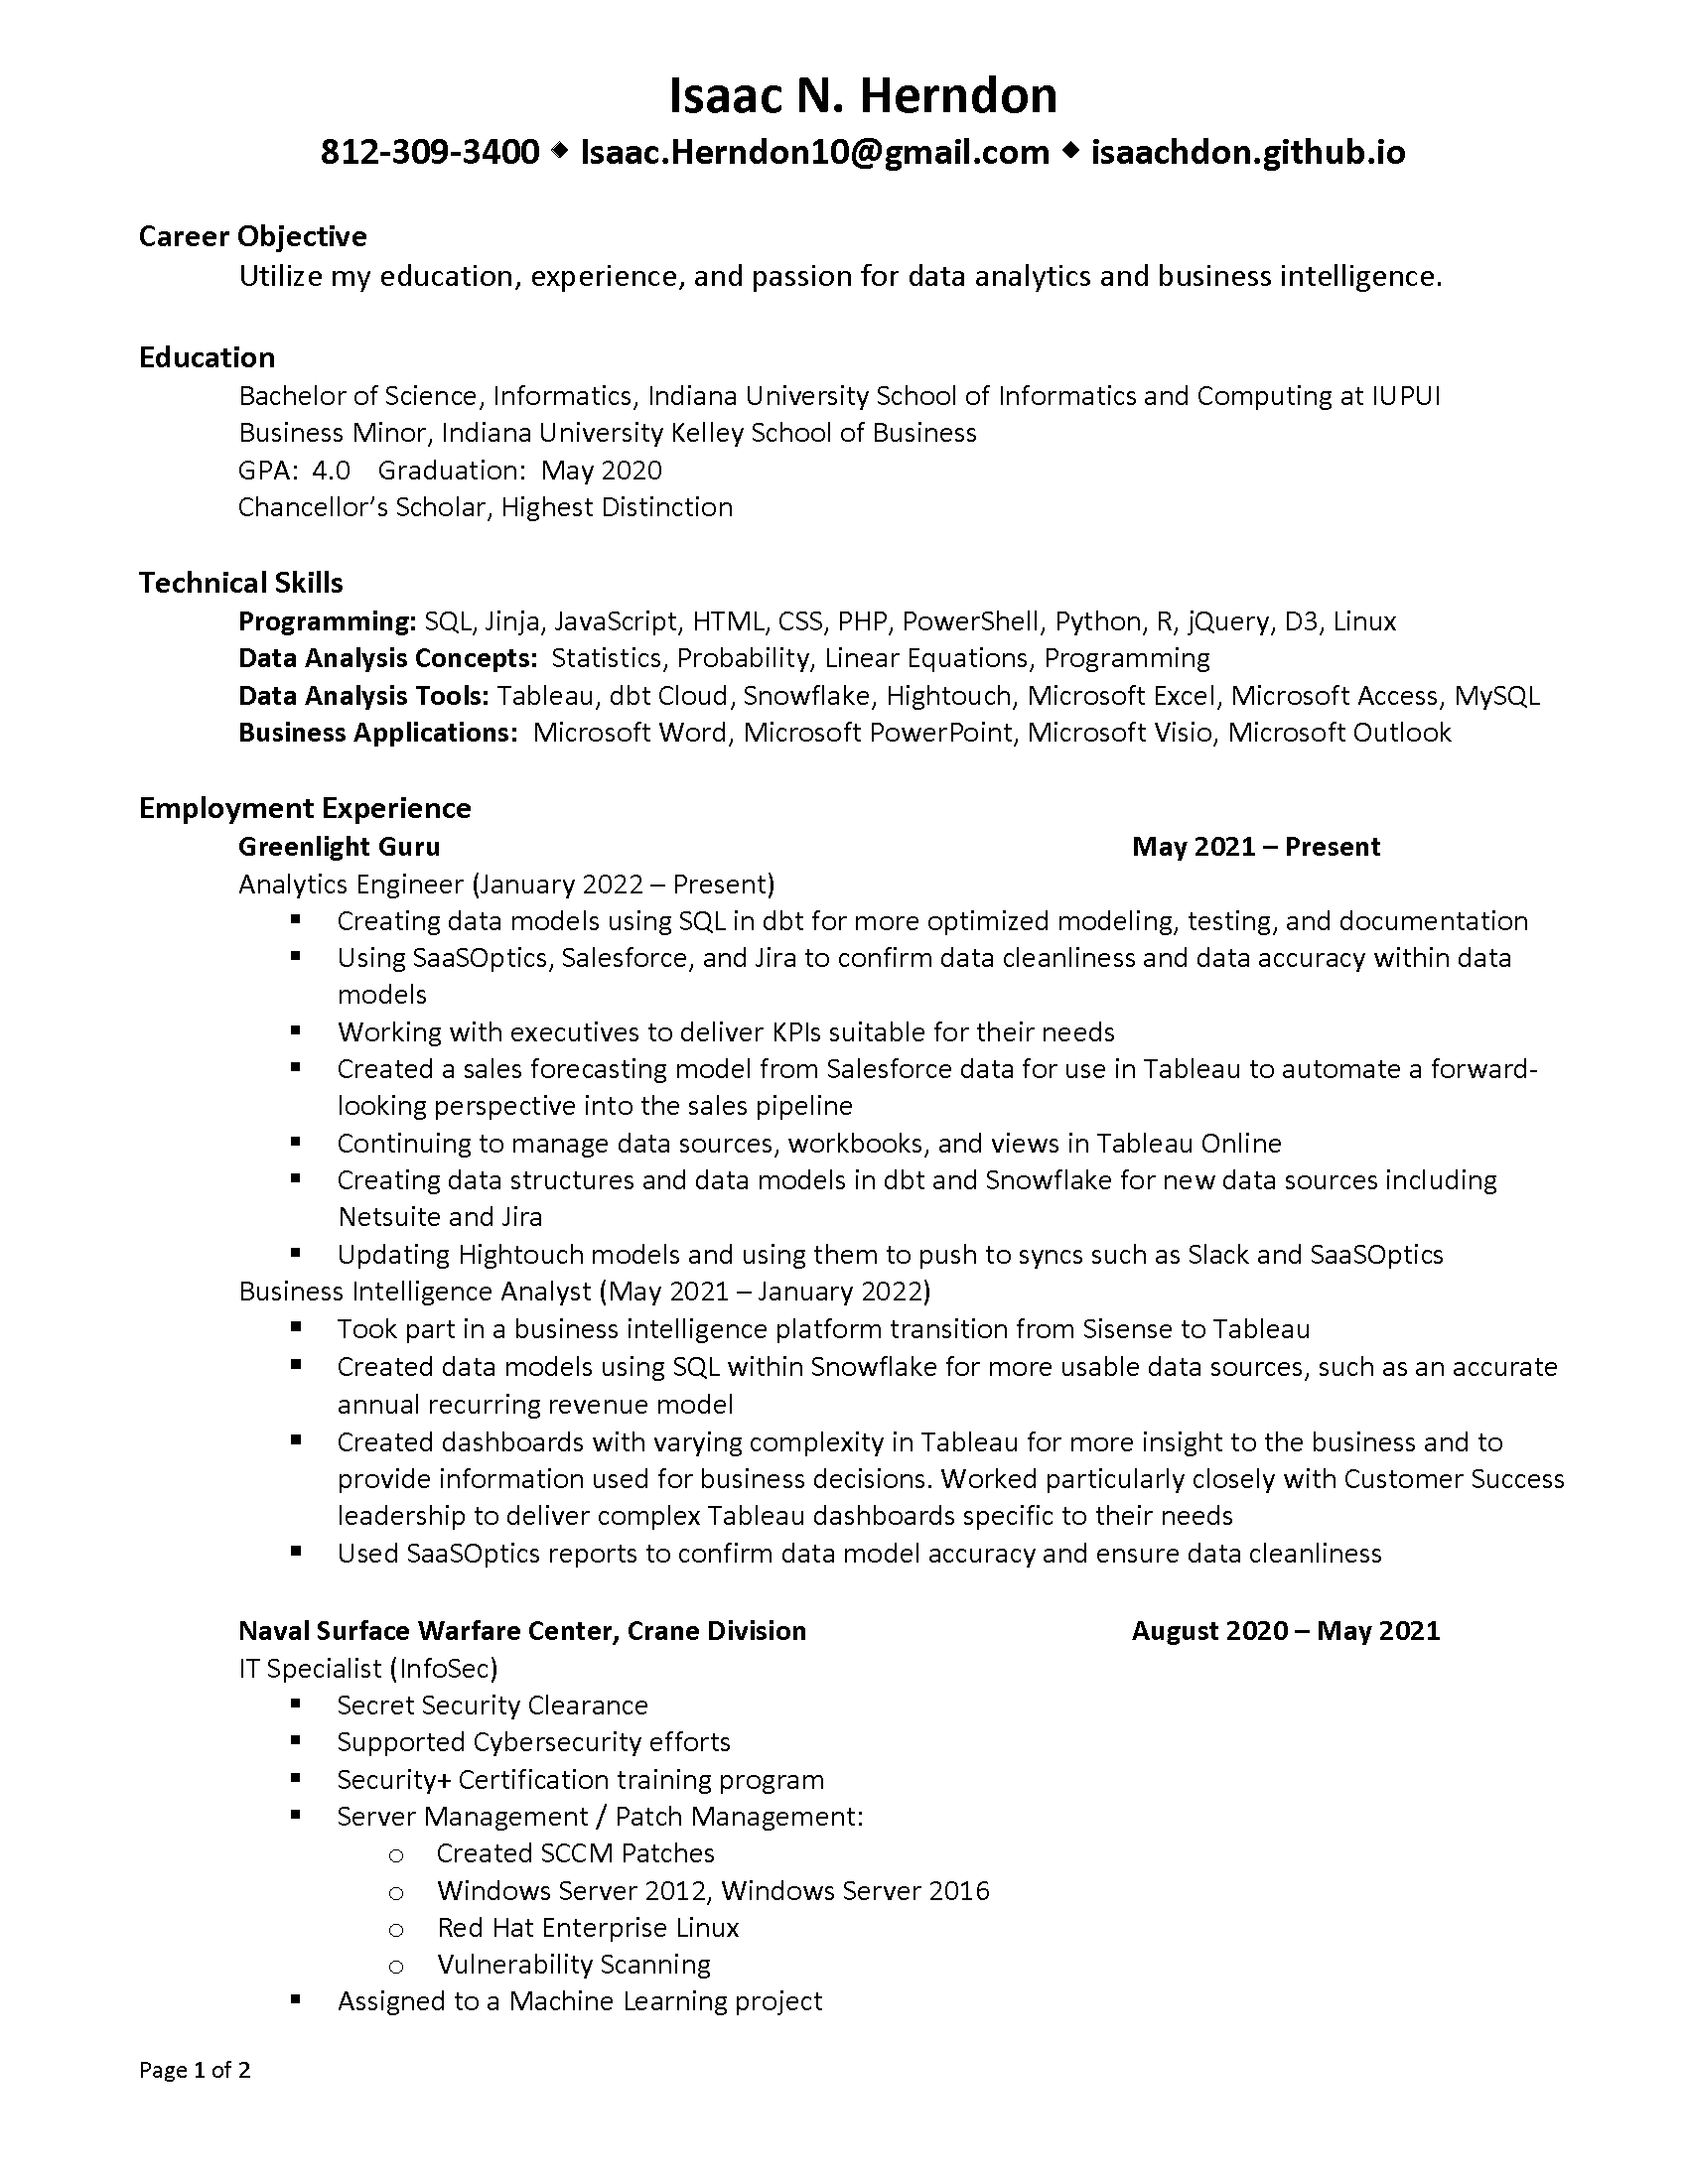 Isaac N. Herndon
812-309-3400 ◆ Isaac.Herndon10@gmail.com ◆ isaachdon.github.io
Career Objective
Utilize my education, experience, and passion for data analytics and business intelligence.
Education
Bachelor of Science, Informatics, Indiana University School of Informatics and Computing at IUPUI
Business Minor, Indiana University Kelley School of Business
GPA:  4.0    Graduation:  May 2020
Chancellor’s Scholar, Highest Distinction
Technical Skills
Programming: SQL, Jinja, JavaScript, HTML, CSS, PHP, PowerShell, Python, R, jQuery, D3, Linux
Data Analysis Concepts:  Statistics, Probability, Linear Equations, Programming
Data Analysis Tools: Tableau, dbt Cloud, Snowflake, Hightouch, Microsoft Excel, Microsoft Access, MySQL
Business Applications:  Microsoft Word, Microsoft PowerPoint, Microsoft Visio, Microsoft Outlook
Employment Experience
Greenlight Guru May 2021 – Present
Analytics Engineer (January 2022 – Present)
▪ Creating data models using SQL in dbt for more optimized modeling, testing, and documentation
▪ Using SaaSOptics, Salesforce, and Jira to confirm data cleanliness and data accuracy within data
models
▪ Working with executives to deliver KPIs suitable for their needs
▪ Created a sales forecasting model from Salesforce data for use in Tableau to automate a forward-
looking perspective into the sales pipeline
▪ Continuing to manage data sources, workbooks, and views in Tableau Online
▪ Creating data structures and data models in dbt and Snowflake for new data sources including
Netsuite and Jira
▪ Updating Hightouch models and using them to push to syncs such as Slack and SaaSOptics
Business Intelligence Analyst (May 2021 – January 2022)
▪ Took part in a business intelligence platform transition from Sisense to Tableau
▪ Created data models using SQL within Snowflake for more usable data sources, such as an accurate
annual recurring revenue model
▪ Created dashboards with varying complexity in Tableau for more insight to the business and to
provide information used for business decisions. Worked particularly closely with Customer Success
leadership to deliver complex Tableau dashboards specific to their needs
▪ Used SaaSOptics reports to confirm data model accuracy and ensure data cleanliness
Naval Surface Warfare Center, Crane Division August 2020 – May 2021
IT Specialist (InfoSec)
▪ Secret Security Clearance
▪ Supported Cybersecurity efforts
▪ Security+ Certification training program
▪ Server Management / Patch Management:
o Created SCCM Patches
o Windows Server 2012, Windows Server 2016
o Red Hat Enterprise Linux
o Vulnerability Scanning
▪ Assigned to a Machine Learning project
Page 1 of 2